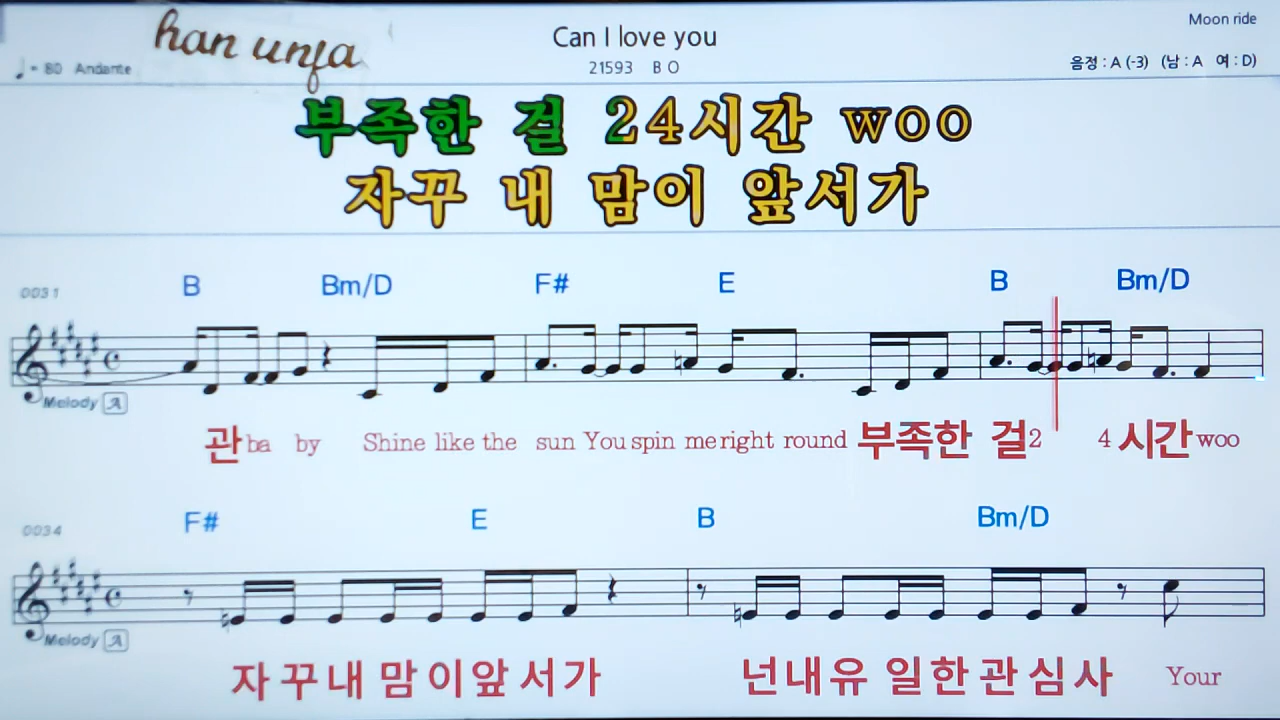 han unja
Can I love you
Moon ride
♩= 80 Andante
21593 B O
음정 : A (-3) (남 : A 여 : D)
부족한 걸 24시간 woo
자꾸 내 맘이 앞서가
0031
B Bm/D F# E B Bm/D
Melody A
관 ba by Shine like the sun You spin me right round 부족한 걸2 4 시간 woo
0034
F# E B Bm/D
Melody A
자 꾸 내 맘 이 앞 서 가 넌 내 유 일 한 관 심 사 Your